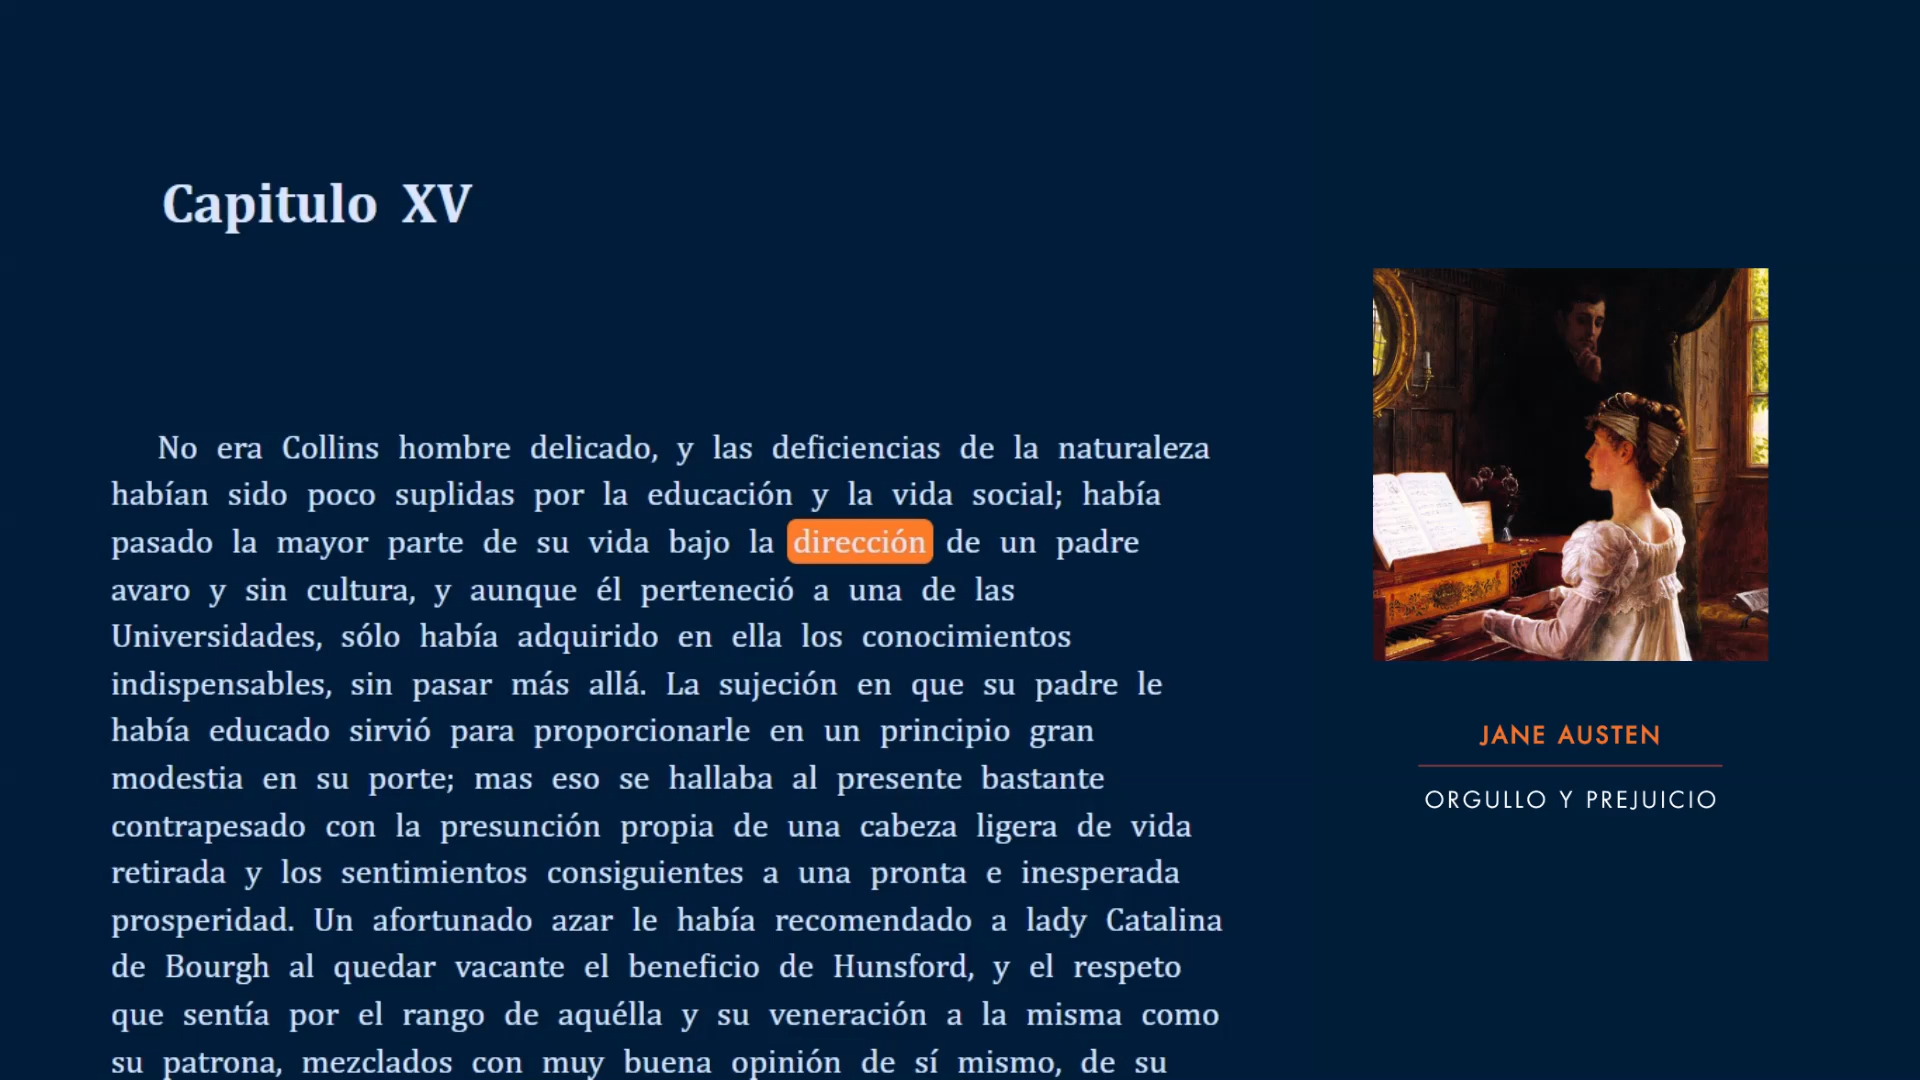 Capitulo XV
No era Collins hombre delicado, y las deficiencias de la naturaleza
habían sido poco suplidas por la educación y la vida social; había
pasado la mayor parte de su vida bajo la dirección de un padre
avaro y sin cultura, y aunque él perteneció a una de las
Universidades, sólo había adquirido en ella los conocimientos
indispensables, sin pasar más allá. La sujeción en que su padre le
había educado sirvió para proporcionarle en un principio gran
modestia en su porte; mas eso se hallaba al presente bastante
contrapesado con la presunción propia de una cabeza ligera de vida
retirada y los sentimientos consiguientes a una pronta e inesperada
prosperidad. Un afortunado azar le había recomendado a lady Catalina
de Bourgh al quedar vacante el beneficio de Hunsford, y el respeto
que sentía por el rango de aquélla y su veneración a la misma como
su patrona, mezclados con muy buena opinión de sí mismo, de su
JANE AUSTEN
ORGULLO Y PREJUICIO